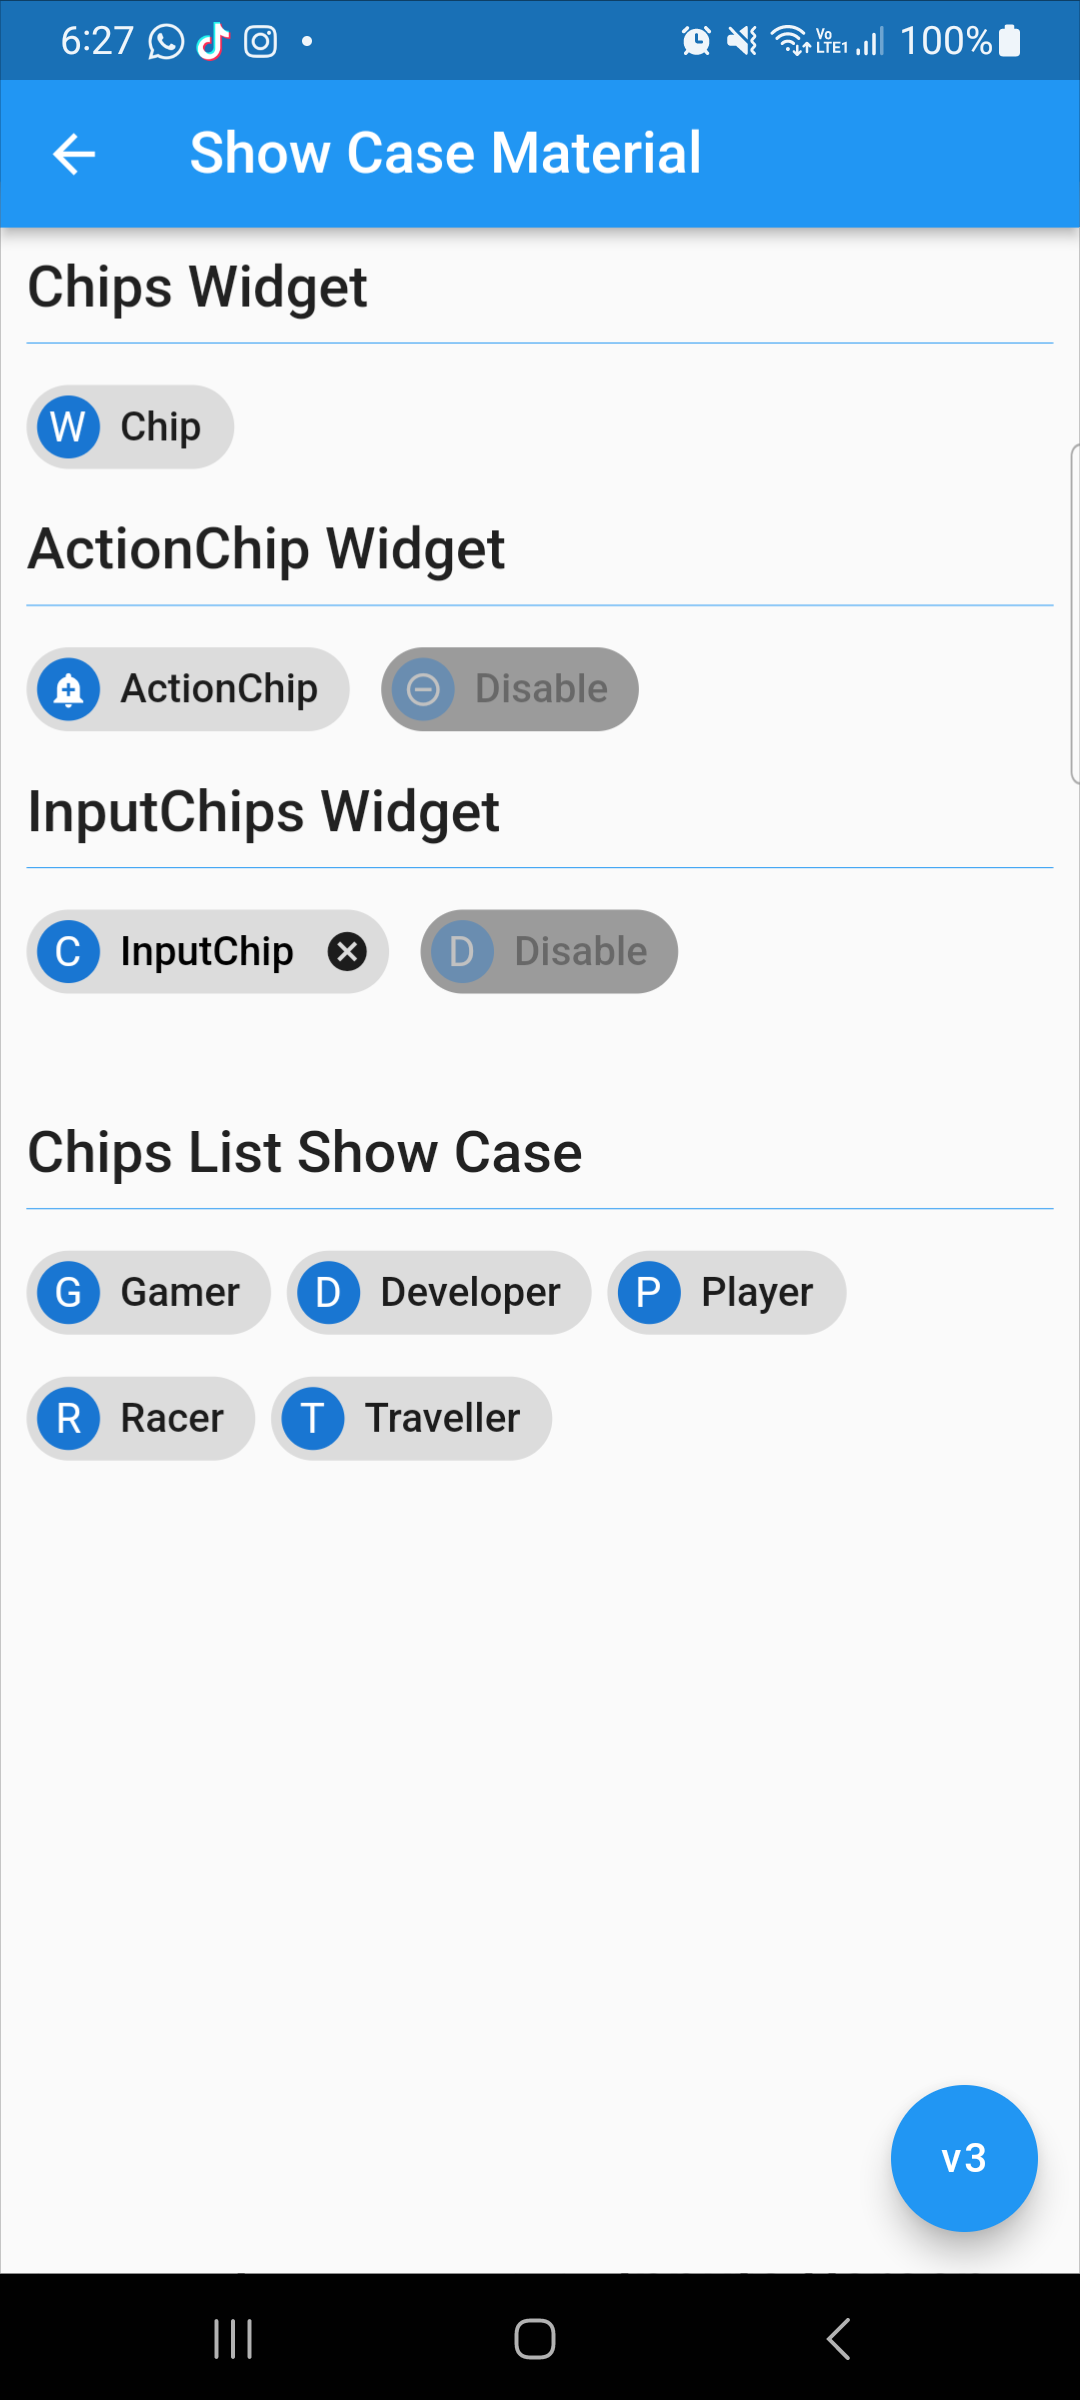 6:27 Vo LTE1 100%
Show Case Material
Chips Widget
W Chip
ActionChip Widget
ActionChip Disable
InputChips Widget
C InputChip D Disable
Chips List Show Case
G Gamer D Developer P Player
R Racer T Traveller
v3